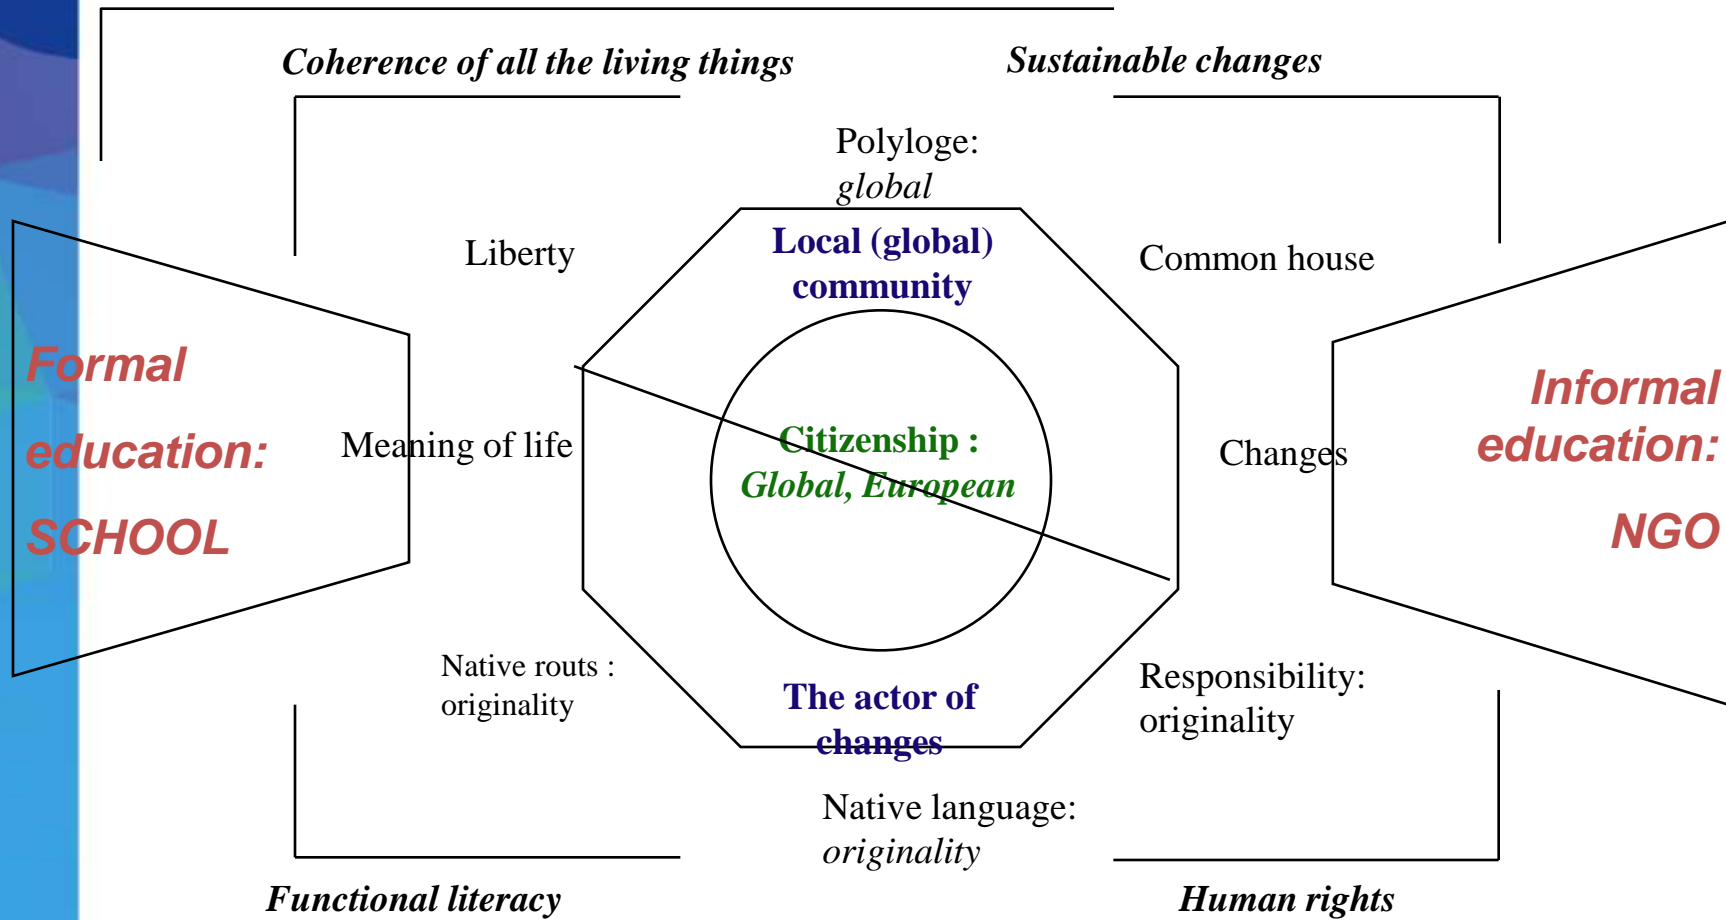 Coherence of all the living things
Sustainable changes
Polyloge:
global
Liberty
Local (global)
community
Common house
Formal
education:
SCHOOL
Meaning of life
Citizenship :
Global, European
Changes
Informal
education:
NGO
Native routs :
originality
The actor of
changes
Responsibility:
originality
Native language:
originality
Functional literacy
Human rights